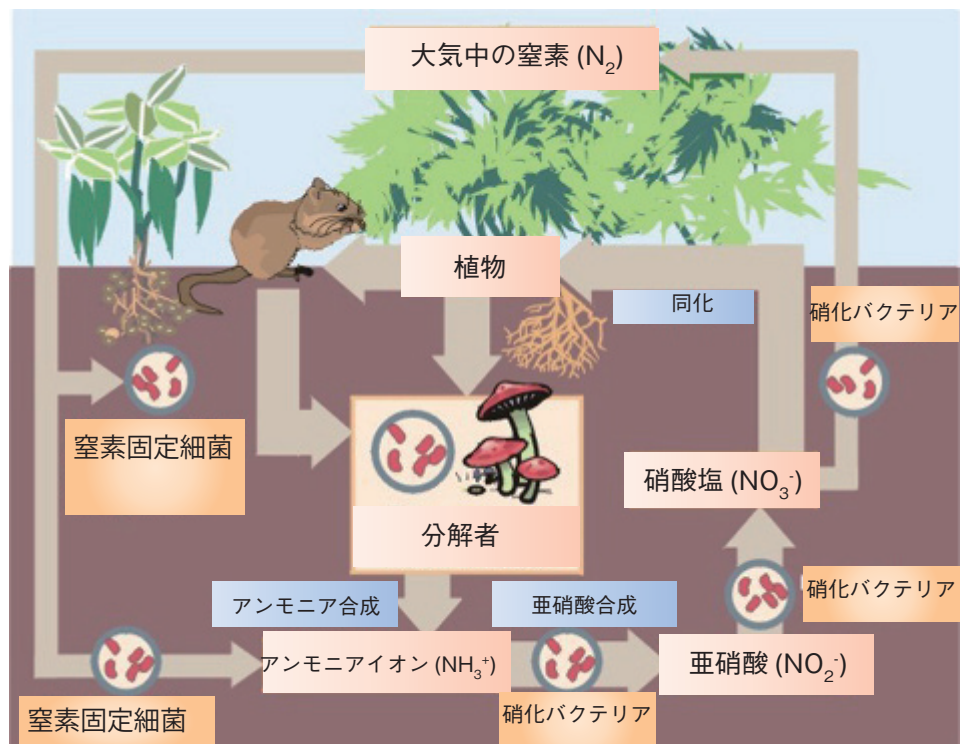 大気中の窒素 (N₂)
植物
同化
硝化バクテリア
窒素固定細菌
硝酸塩 (NO₃⁻)
分解者
アンモニア合成
亜硝酸合成
硝化バクテリア
アンモニアイオン (NH₃⁺)
亜硝酸 (NO₂⁻)
窒素固定細菌
硝化バクテリア